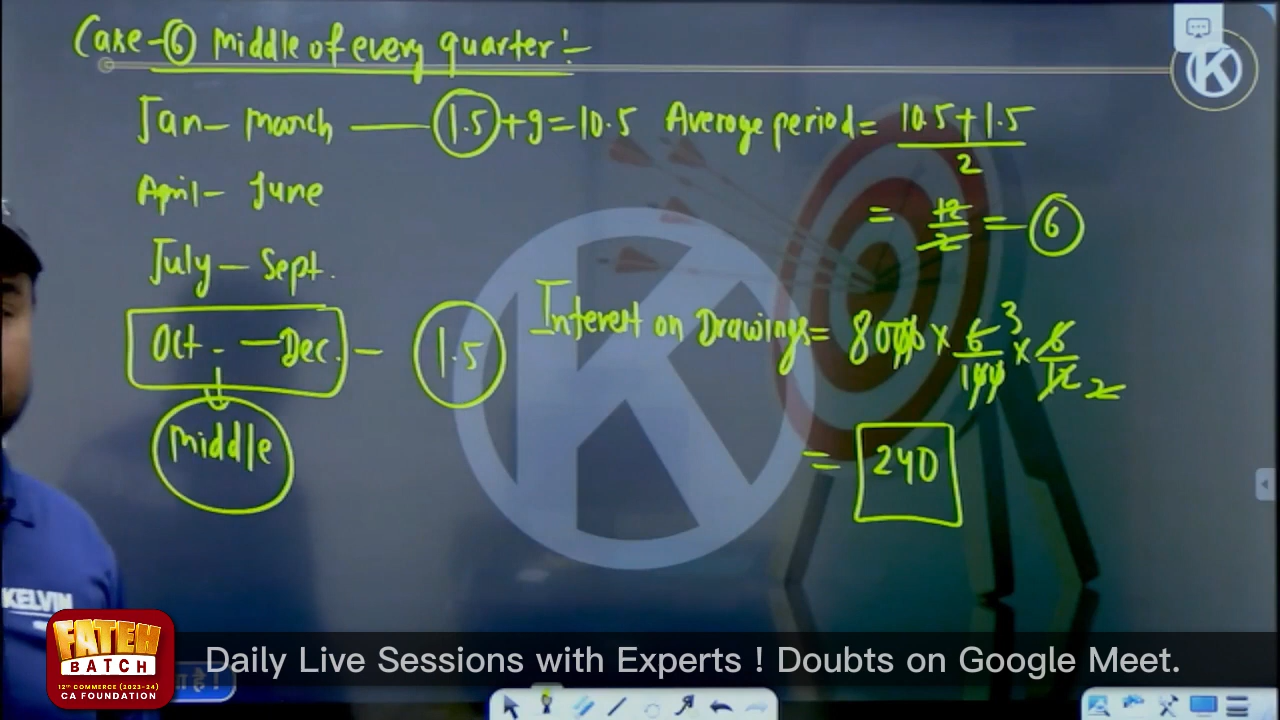 Case-6 Middle of every quarter:-
Jan - March — 1.5 + 9 = 10.5 Average period = 10.5 + 1.5
2
April - June
= 12/2 = 6
July - Sept.
Interest on Drawings = 8000 × 6/100 3 × 6/12 2
Oct. - Dec. - 1.5
Middle
= 240
K
K
KELVIN
FATEH
BATCH
12TH COMMERCE (2023-24)
CA FOUNDATION
Daily Live Sessions with Experts ! Doubts on Google Meet.